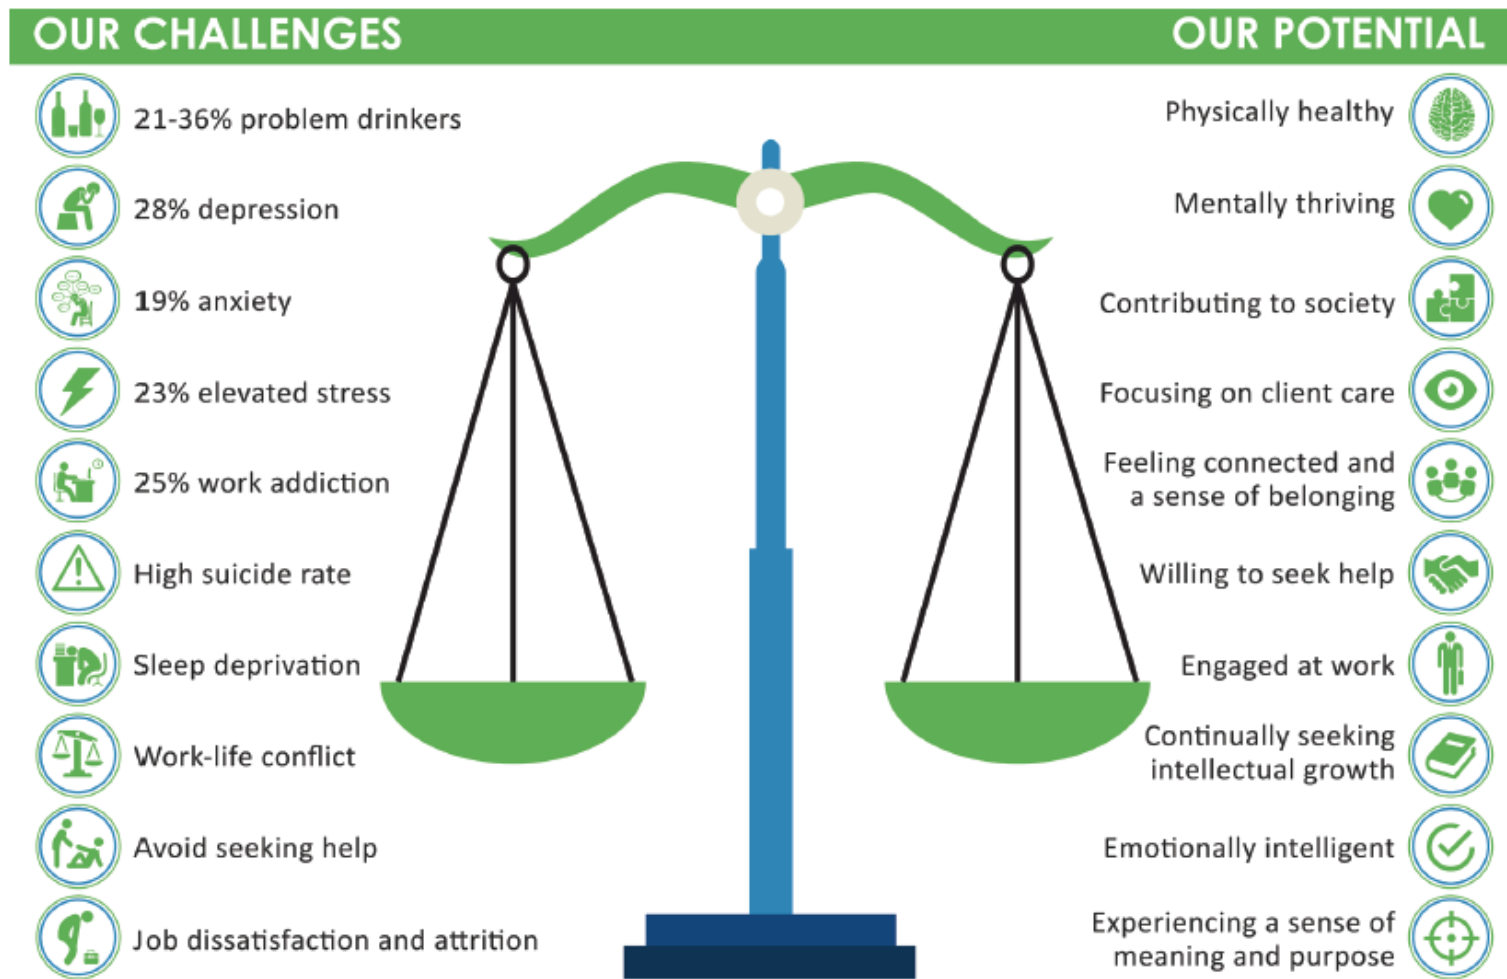 OUR CHALLENGES
21-36% problem drinkers
28% depression
19% anxiety
23% elevated stress
25% work addiction
High suicide rate
Sleep deprivation
Work-life conflict
Avoid seeking help
Job dissatisfaction and attrition
OUR POTENTIAL
Physically healthy
Mentally thriving
Contributing to society
Focusing on client care
Feeling connected and
a sense of belonging
Willing to seek help
Engaged at work
Continually seeking
intellectual growth
Emotionally intelligent
Experiencing a sense of
meaning and purpose